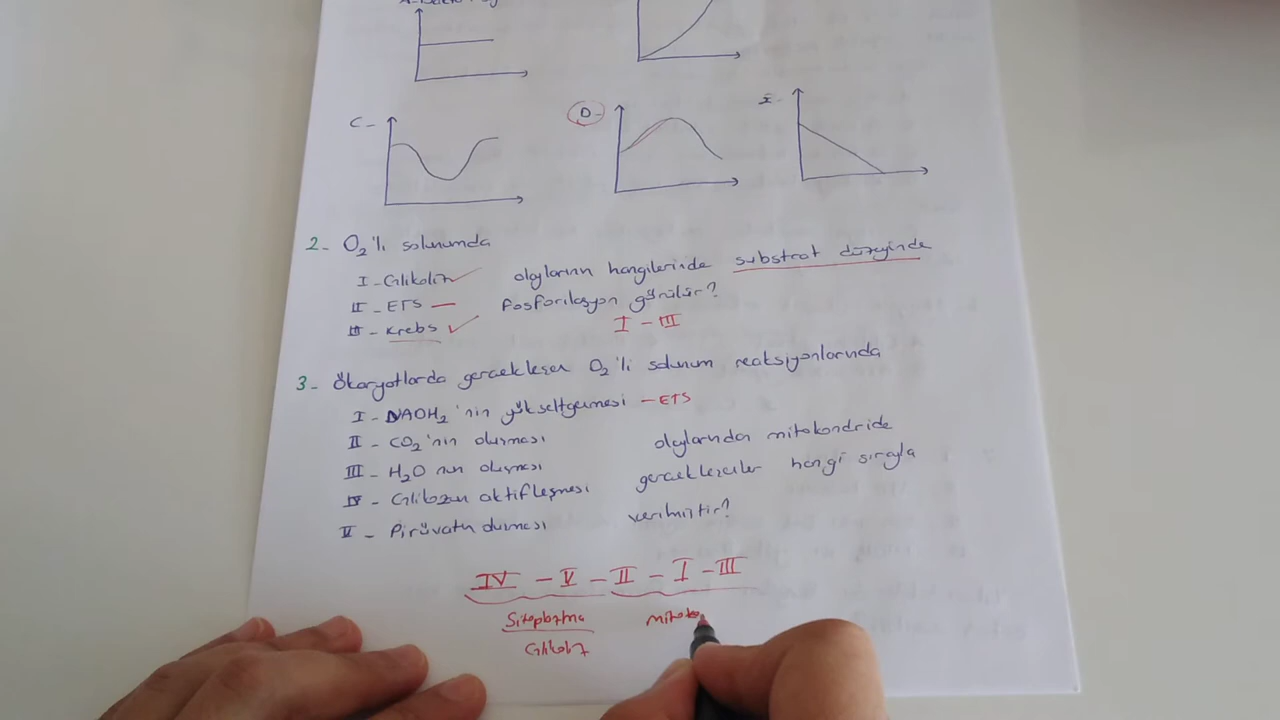 C-
D-
2- O₂'li solunumda
I- Glikoliz
olayların hangilerinde substrat düzeyinde
II- ETS —
fosforilasyon görülür?
III- Krebs
I - III
3- Ökaryotlarda gerçekleşen O₂'li solunum reaksiyonlarında
I- NADH₂'nin yükseltgenmesi - ETS
II - CO₂'nin oluşması
olaylarından mitokondride
III - H₂O nun oluşması
gerçekleşenler hangi sırayla
IV - Glikozun aktifleşmesi
verilmiştir?
V - Pirüvatın oluşması
IV - V - II - I - III
Sitoplazma
mitoko
Glikoliz